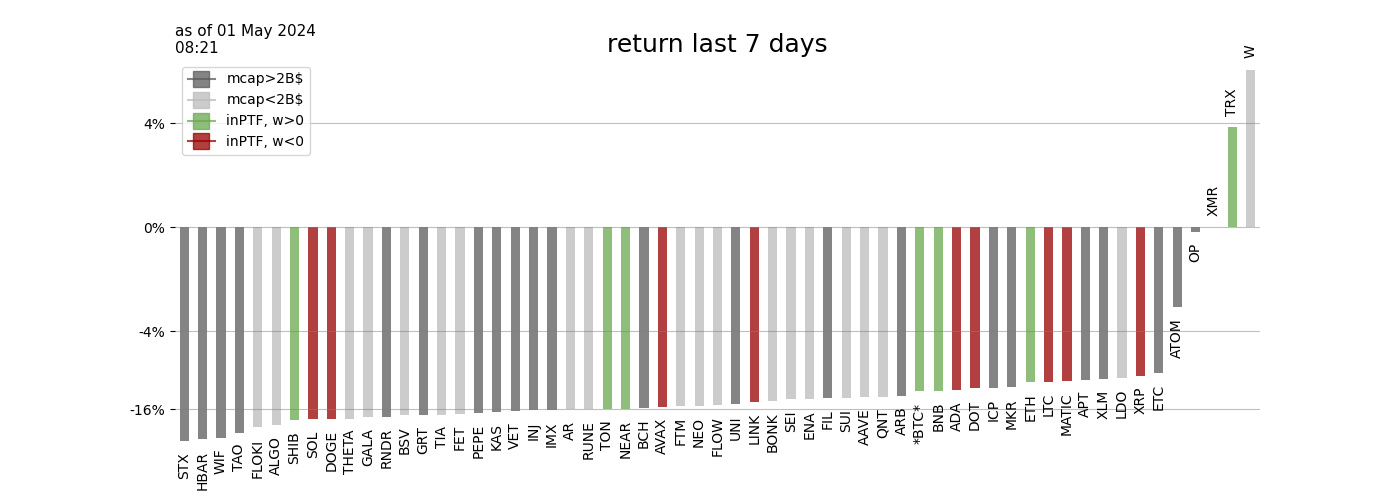 as of 01 May 2024
08:21
return last 7 days
mcap>2B$
mcap<2B$
inPTF, w>0
inPTF, w<0
4%
0%
-4%
-16%
STX
HBAR
WIF
TAO
FLOKI
ALGO
SHIB
SOL
DOGE
THETA
GALA
RNDR
BSV
GRT
TIA
FET
PEPE
KAS
VET
INJ
IMX
AR
RUNE
TON
NEAR
BCH
AVAX
FTM
NEO
FLOW
UNI
LINK
BONK
SEI
ENA
FIL
SUI
AAVE
QNT
ARB
*BTC*
BNB
ADA
DOT
ICP
MKR
ETH
LTC
MATIC
APT
XLM
LDO
XRP
ETC
ATOM
OP
XMR
TRX
W